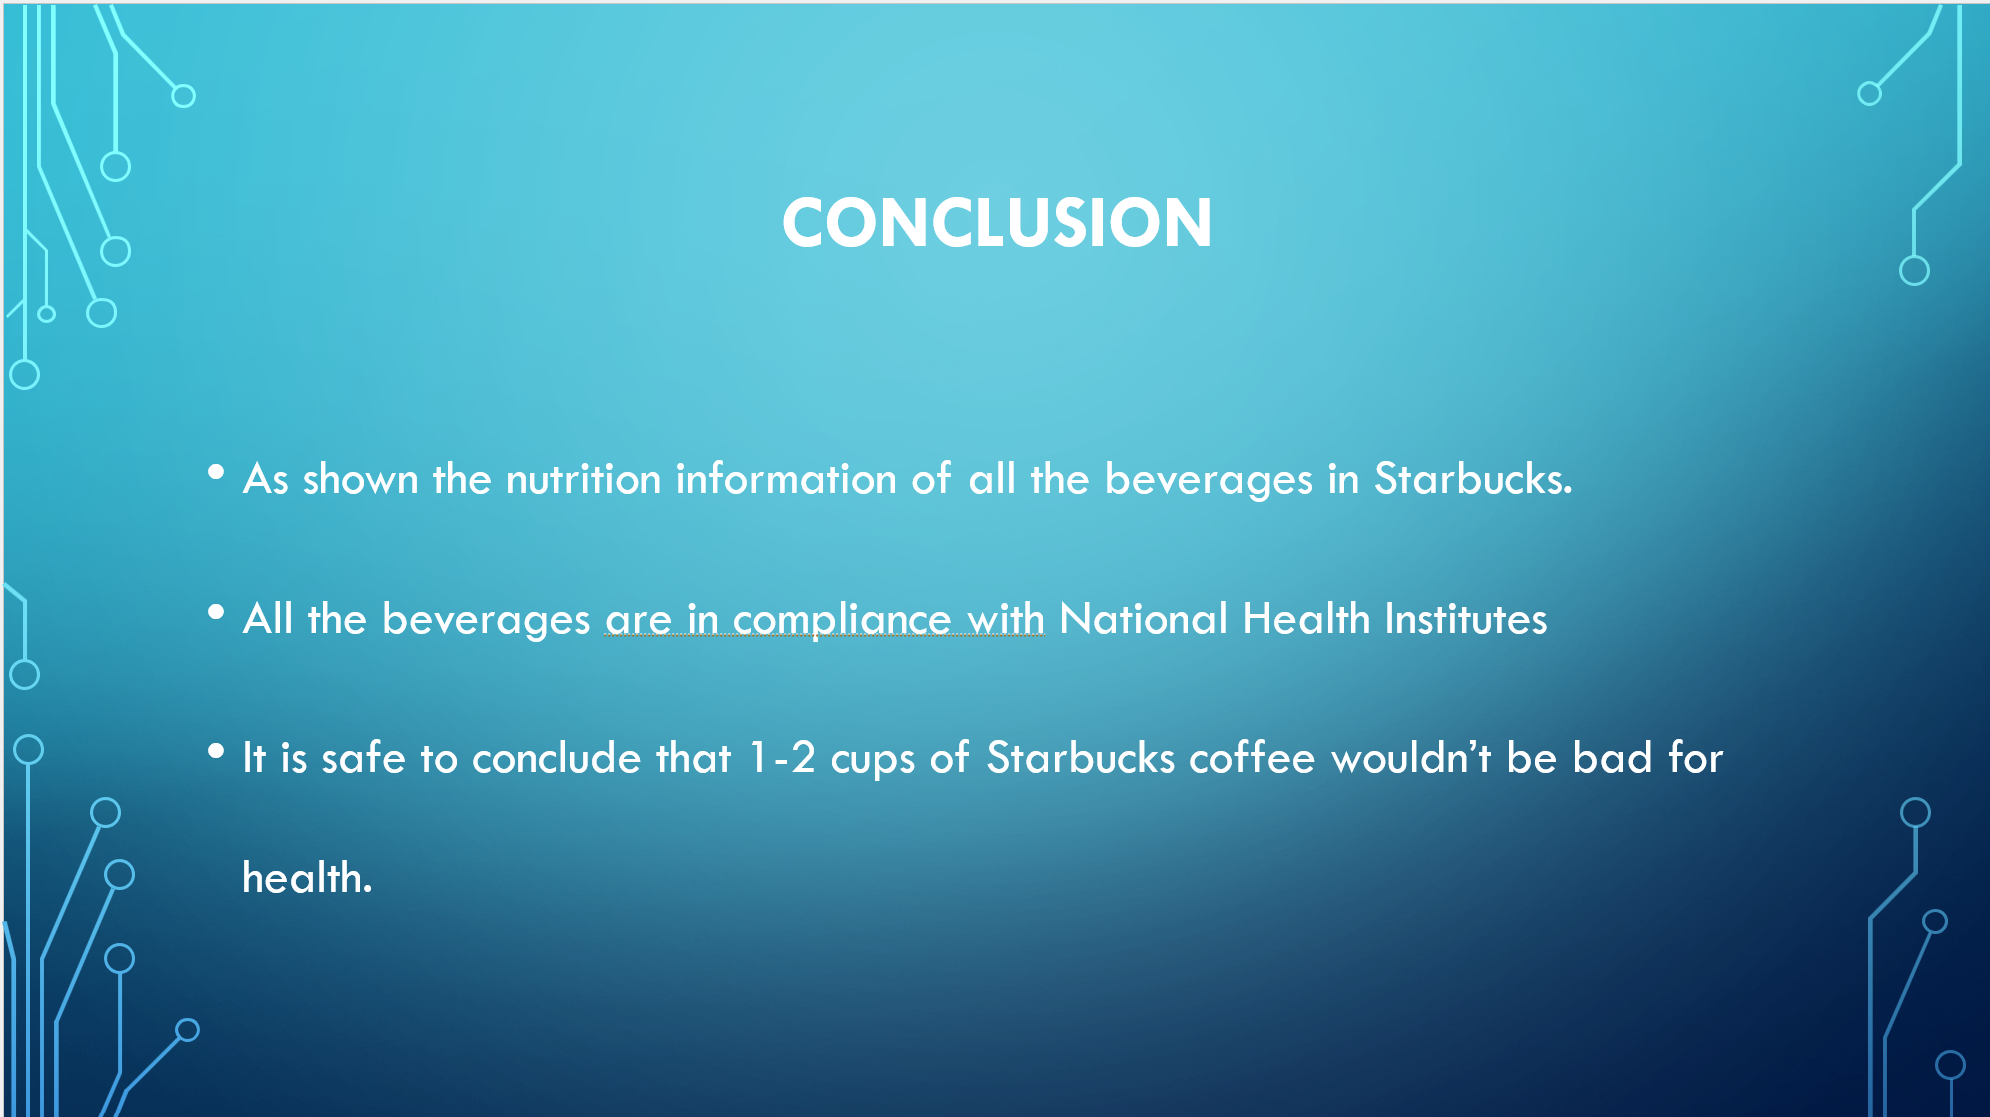 CONCLUSION
• As shown the nutrition information of all the beverages in Starbucks.
• All the beverages are in compliance with National Health Institutes
• It is safe to conclude that 1-2 cups of Starbucks coffee wouldn’t be bad for
health.